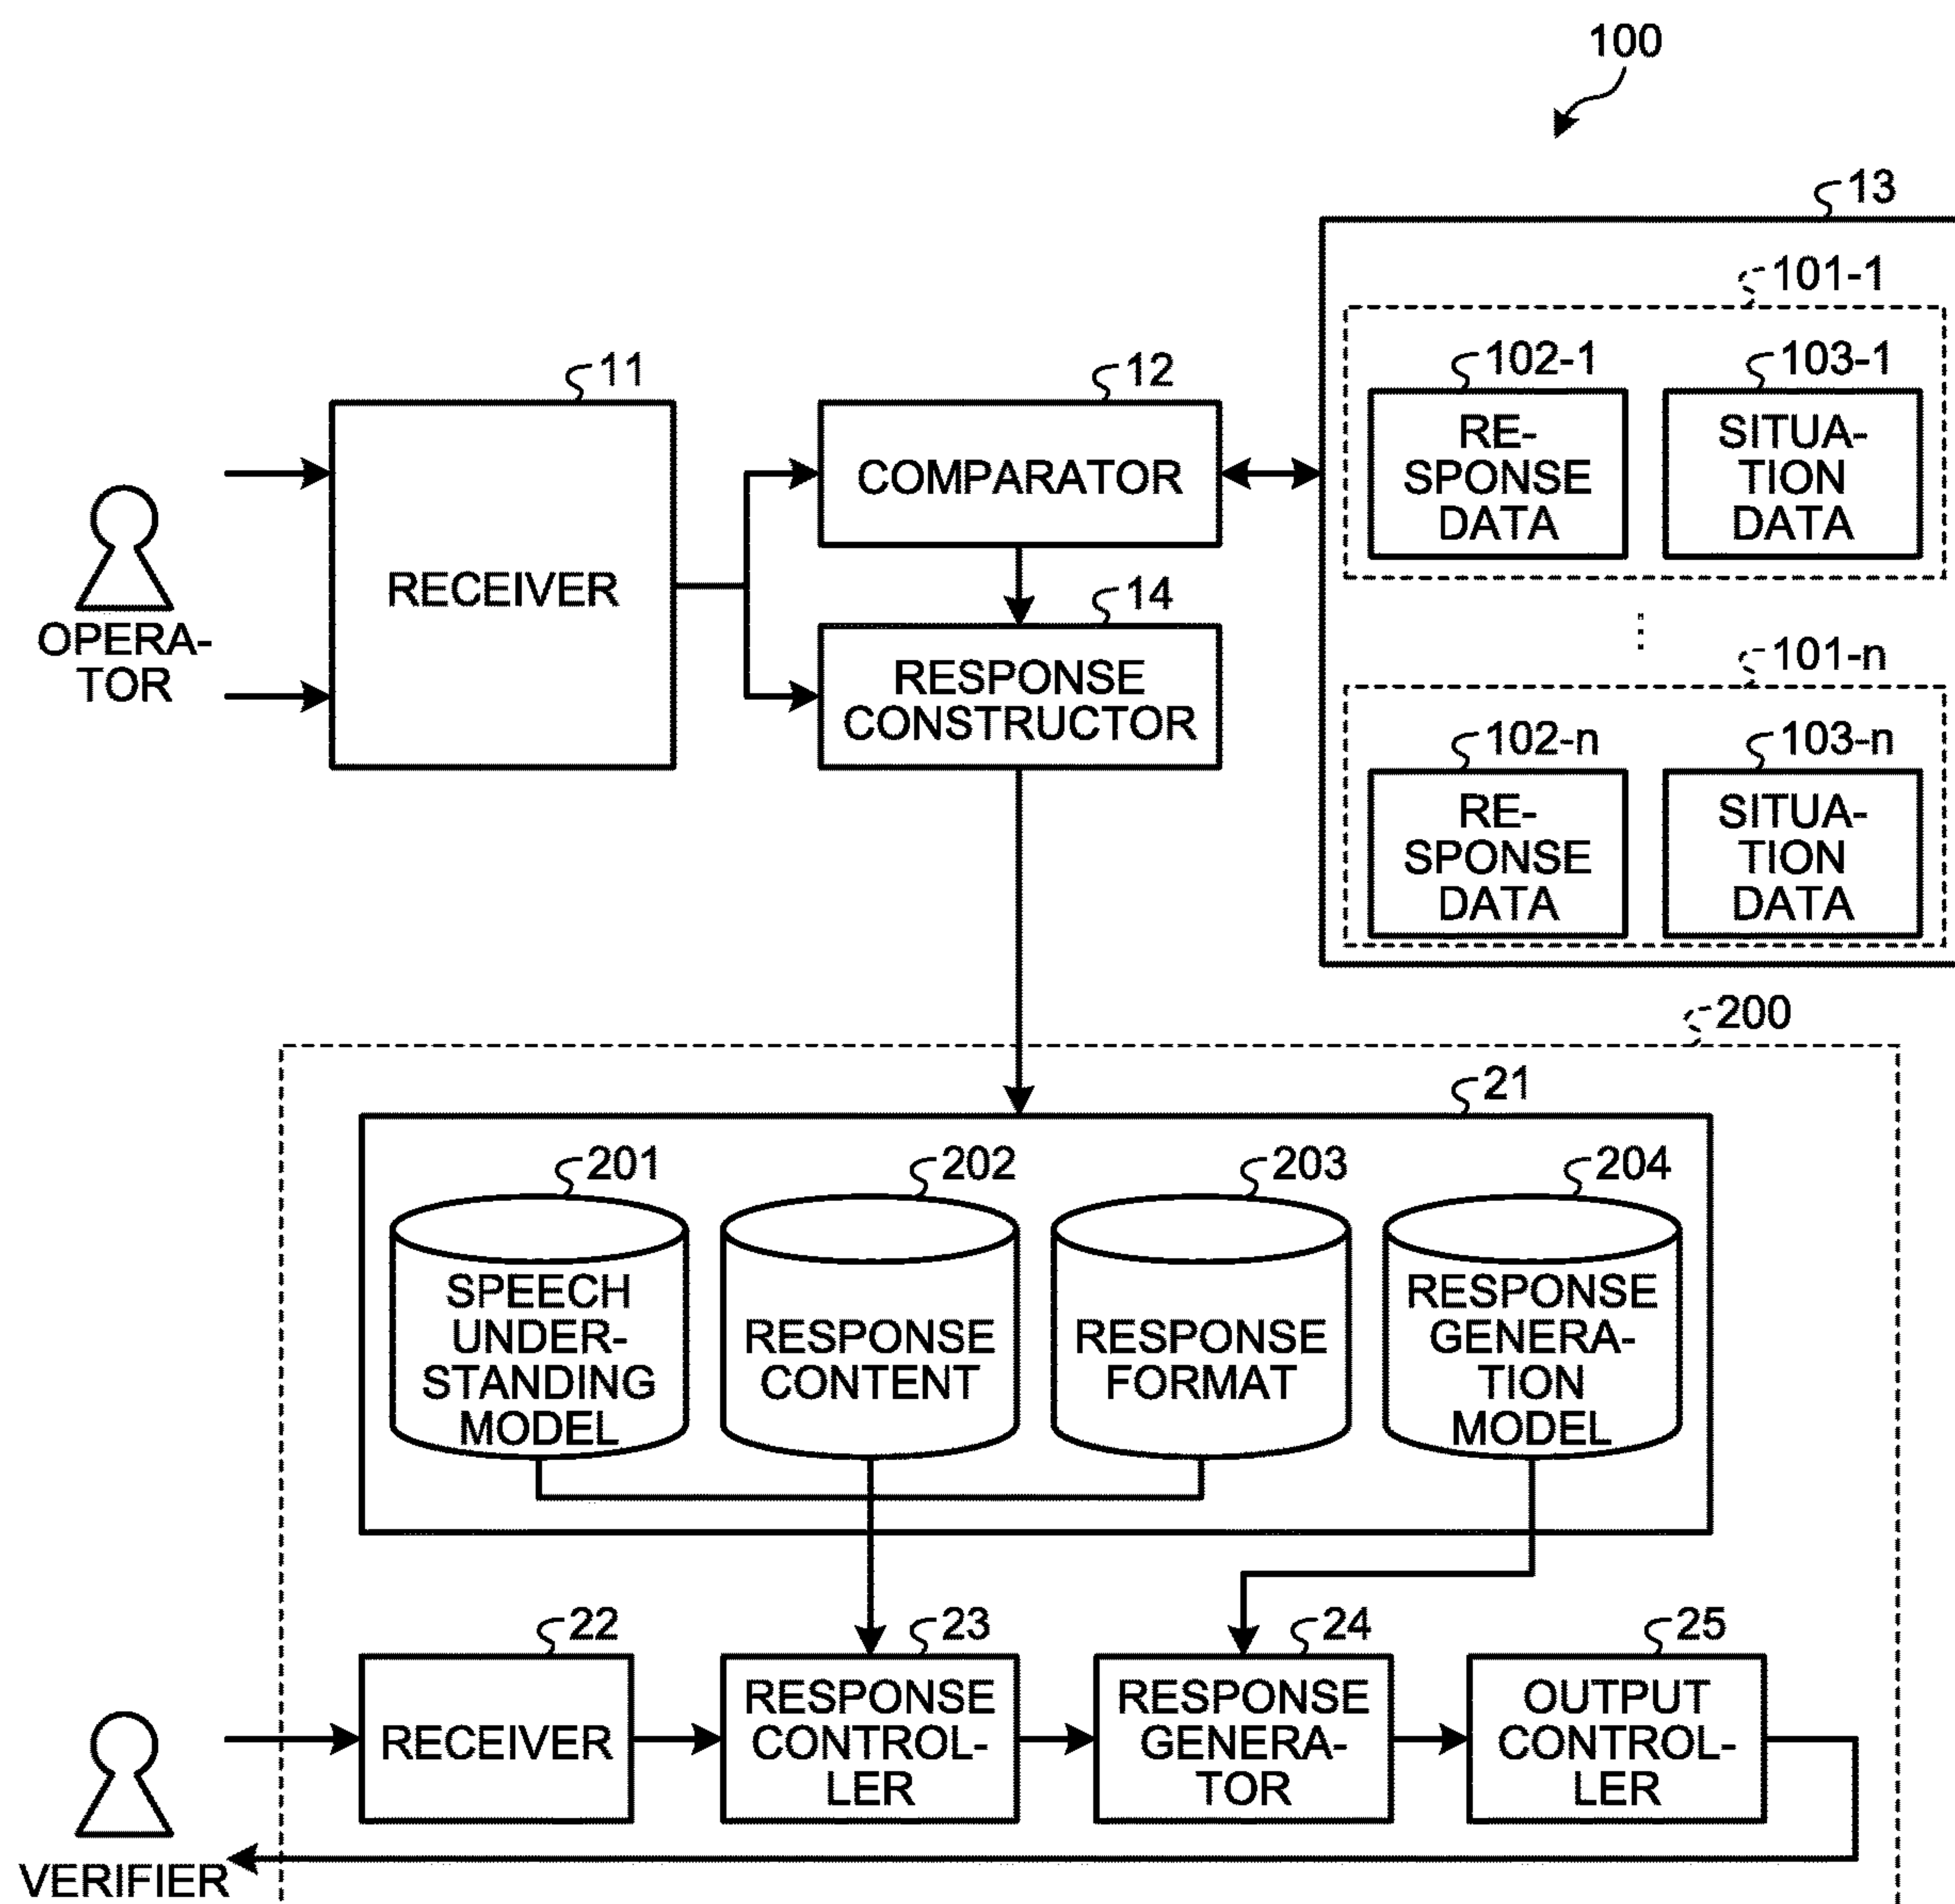 100
13
101-1
102-1
103-1
RE-
SPONSE
DATA
SITUA-
TION
DATA
101-n
102-n
103-n
RE-
SPONSE
DATA
SITUA-
TION
DATA
11
RECEIVER
12
COMPARATOR
14
RESPONSE
CONSTRUCTOR
OPERA-
TOR
200
21
201
SPEECH
UNDER-
STANDING
MODEL
202
RESPONSE
CONTENT
203
RESPONSE
FORMAT
204
RESPONSE
GENERA-
TION
MODEL
22
RECEIVER
23
RESPONSE
CONTROL-
LER
24
RESPONSE
GENERA-
TOR
25
OUTPUT
CONTROL-
LER
VERIFIER